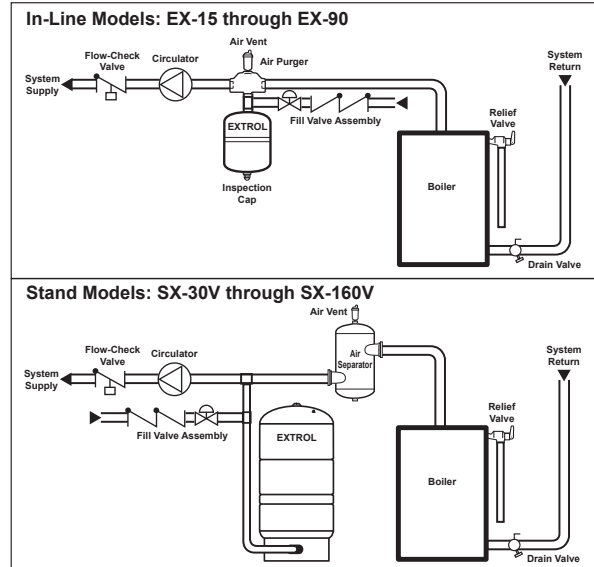 In-Line Models: EX-15 through EX-90
Air Vent
Flow-Check
Valve
Circulator
Air Purger
System
Supply
System
Return
Fill Valve Assembly
EXTROL
Relief
Valve
Inspection
Cap
Boiler
Drain Valve
Stand Models: SX-30V through SX-160V
Air Vent
Flow-Check
Valve
Circulator
Air
Separator
System
Supply
System
Return
Fill Valve Assembly
EXTROL
Relief
Valve
Boiler
Drain Valve